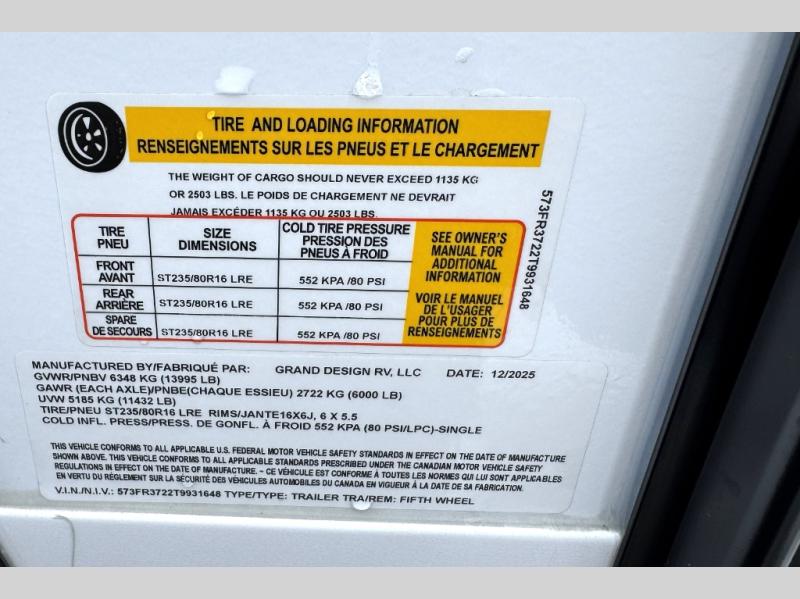 TIRE AND LOADING INFORMATION
RENSEIGNEMENTS SUR LES PNEUS ET LE CHARGEMENT
THE WEIGHT OF CARGO SHOULD NEVER EXCEED 1135 KG
OR 2503 LBS. LE POIDS DE CHARGEMENT NE DEVRAIT
JAMAIS EXCÉDER 1135 KG OU 2503 LBS.
TIRE
PNEU
SIZE
DIMENSIONS
COLD TIRE PRESSURE
PRESSION DES
PNEUS À FROID
FRONT
AVANT
ST235/80R16 LRE
552 KPA /80 PSI
REAR
ARRIÈRE
ST235/80R16 LRE
552 KPA /80 PSI
SPARE
DE SECOURS
ST235/80R16 LRE
552 KPA /80 PSI
SEE OWNER'S
MANUAL FOR
ADDITIONAL
INFORMATION
VOIR LE MANUEL
DE L'USAGER
POUR PLUS DE
RENSEIGNEMENTS
573FR3722T9931648
MANUFACTURED BY/FABRIQUÉ PAR: GRAND DESIGN RV, LLC DATE: 12/2025
GVWR/PNBV 6348 KG (13995 LB)
GAWR (EACH AXLE)/PNBE(CHAQUE ESSIEU) 2722 KG (6000 LB)
UVW 5185 KG (11432 LB)
TIRE/PNEU ST235/80R16 LRE RIMS/JANTE16X6J, 6 X 5.5
COLD INFL. PRESS/PRESS. DE GONFL. À FROID 552 KPA (80 PSI/LPC)-SINGLE
THIS VEHICLE CONFORMS TO ALL APPLICABLE U.S. FEDERAL MOTOR VEHICLE SAFETY STANDARDS IN EFFECT ON THE DATE OF MANUFACTURE
SHOWN ABOVE. THIS VEHICLE CONFORMS TO ALL APPLICABLE STANDARDS PRESCRIBED UNDER THE CANADIAN MOTOR VEHICLE SAFETY
REGULATIONS IN EFFECT ON THE DATE OF MANUFACTURE. - CE VÉHICULE EST CONFORME À TOUTES LES NORMES QUI LUI SONT APPLICABLES
EN VERTU DU RÈGLEMENT SUR LA SÉCURITÉ DES VÉHICULES AUTOMOBILES DU CANADA EN VIGUEUR À LA DATE DE SA FABRICATION.
V.I.N./N.I.V.: 573FR3722T9931648 TYPE/TYPE: TRAILER TRA/REM: FIFTH WHEEL